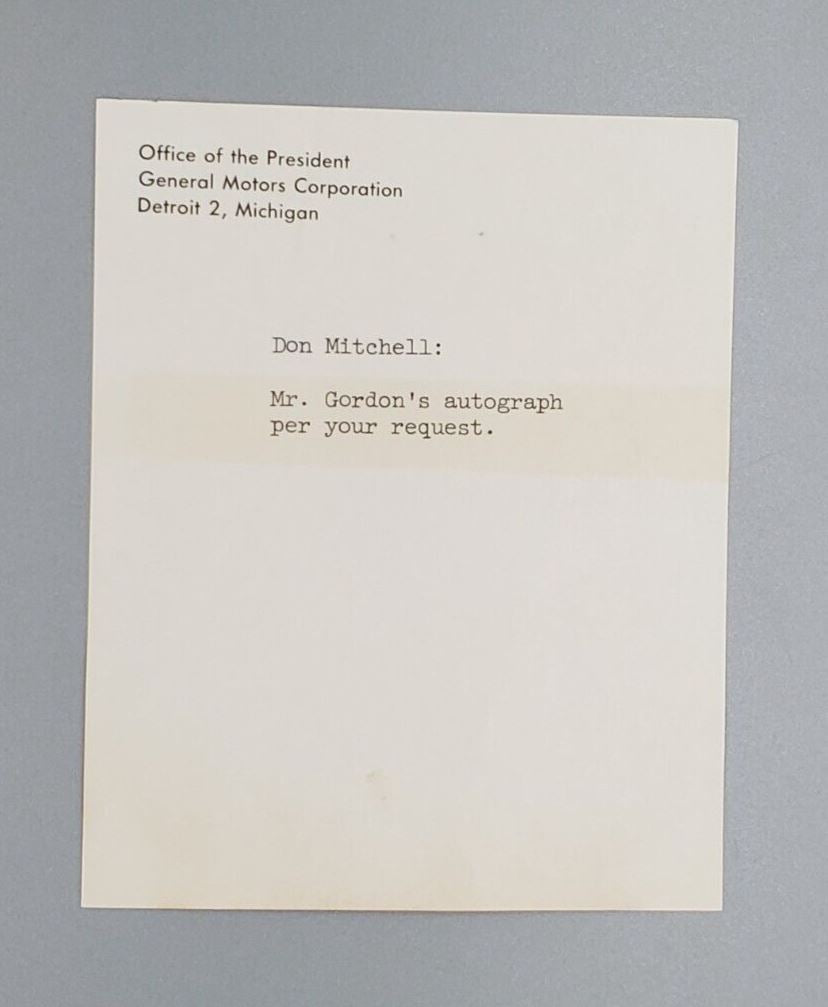 Office of the President
General Motors Corporation
Detroit 2, Michigan
Don Mitchell:
Mr. Gordon's autograph
per your request.